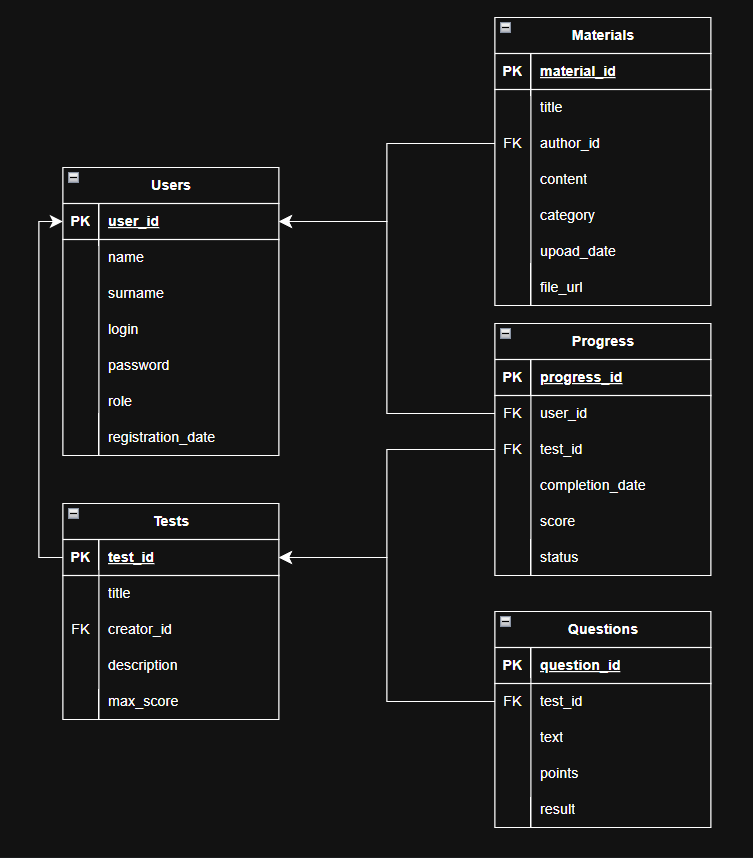 Materials
PK material_id
title
FK author_id
content
category
upoad_date
file_url
Users
PK user_id
name
surname
login
password
role
registration_date
Progress
PK progress_id
FK user_id
FK test_id
completion_date
score
status
Tests
PK test_id
title
FK creator_id
description
max_score
Questions
PK question_id
FK test_id
text
points
result